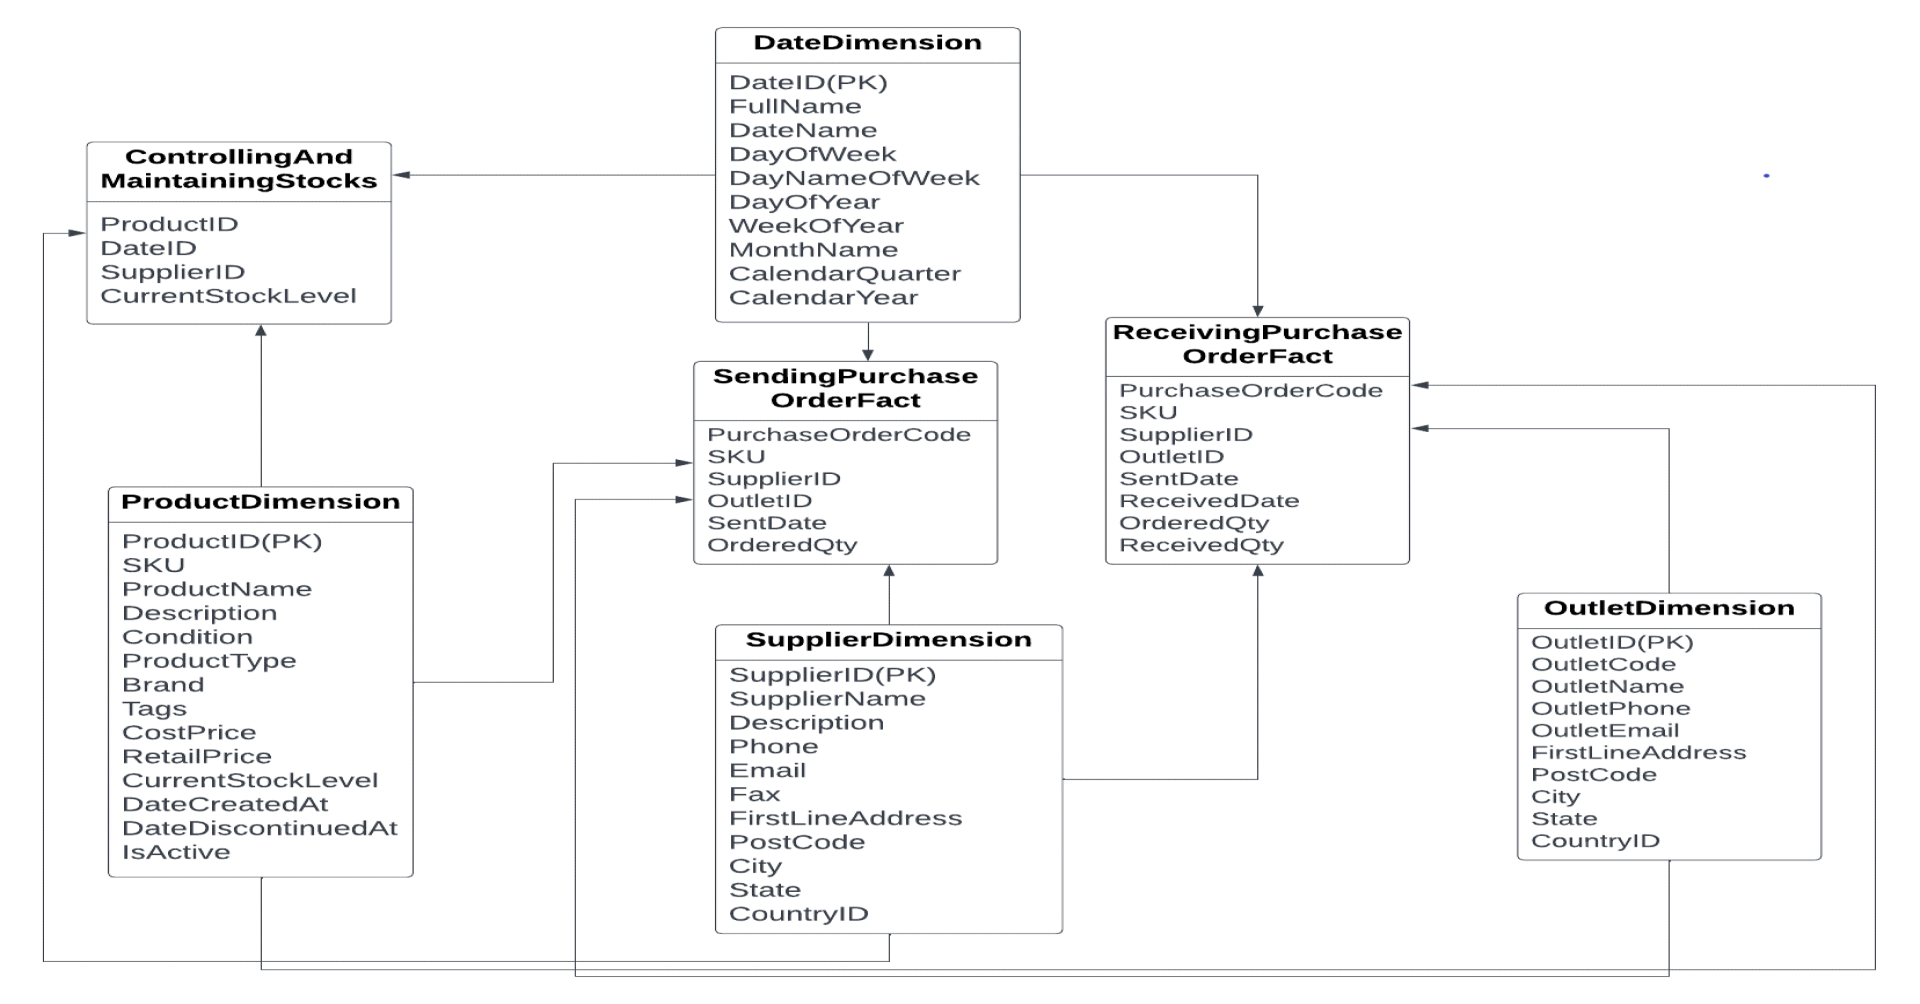 DateDimension
DateID(PK)
FullName
DateName
DayOfWeek
DayNameOfWeek
DayOfYear
WeekOfYear
MonthName
CalendarQuarter
CalendarYear
ControllingAnd
MaintainingStocks
ProductID
DateID
SupplierID
CurrentStockLevel
SendingPurchase
OrderFact
PurchaseOrderCode
SKU
SupplierID
OutletID
SentDate
OrderedQty
ReceivingPurchase
OrderFact
PurchaseOrderCode
SKU
SupplierID
OutletID
SentDate
ReceivedDate
OrderedQty
ReceivedQty
ProductDimension
ProductID(PK)
SKU
ProductName
Description
Condition
ProductType
Brand
Tags
CostPrice
RetailPrice
CurrentStockLevel
DateCreatedAt
DateDiscontinuedAt
IsActive
SupplierDimension
SupplierID(PK)
SupplierName
Description
Phone
Email
Fax
FirstLineAddress
PostCode
City
State
CountryID
OutletDimension
OutletID(PK)
OutletCode
OutletName
OutletPhone
OutletEmail
FirstLineAddress
PostCode
City
State
CountryID